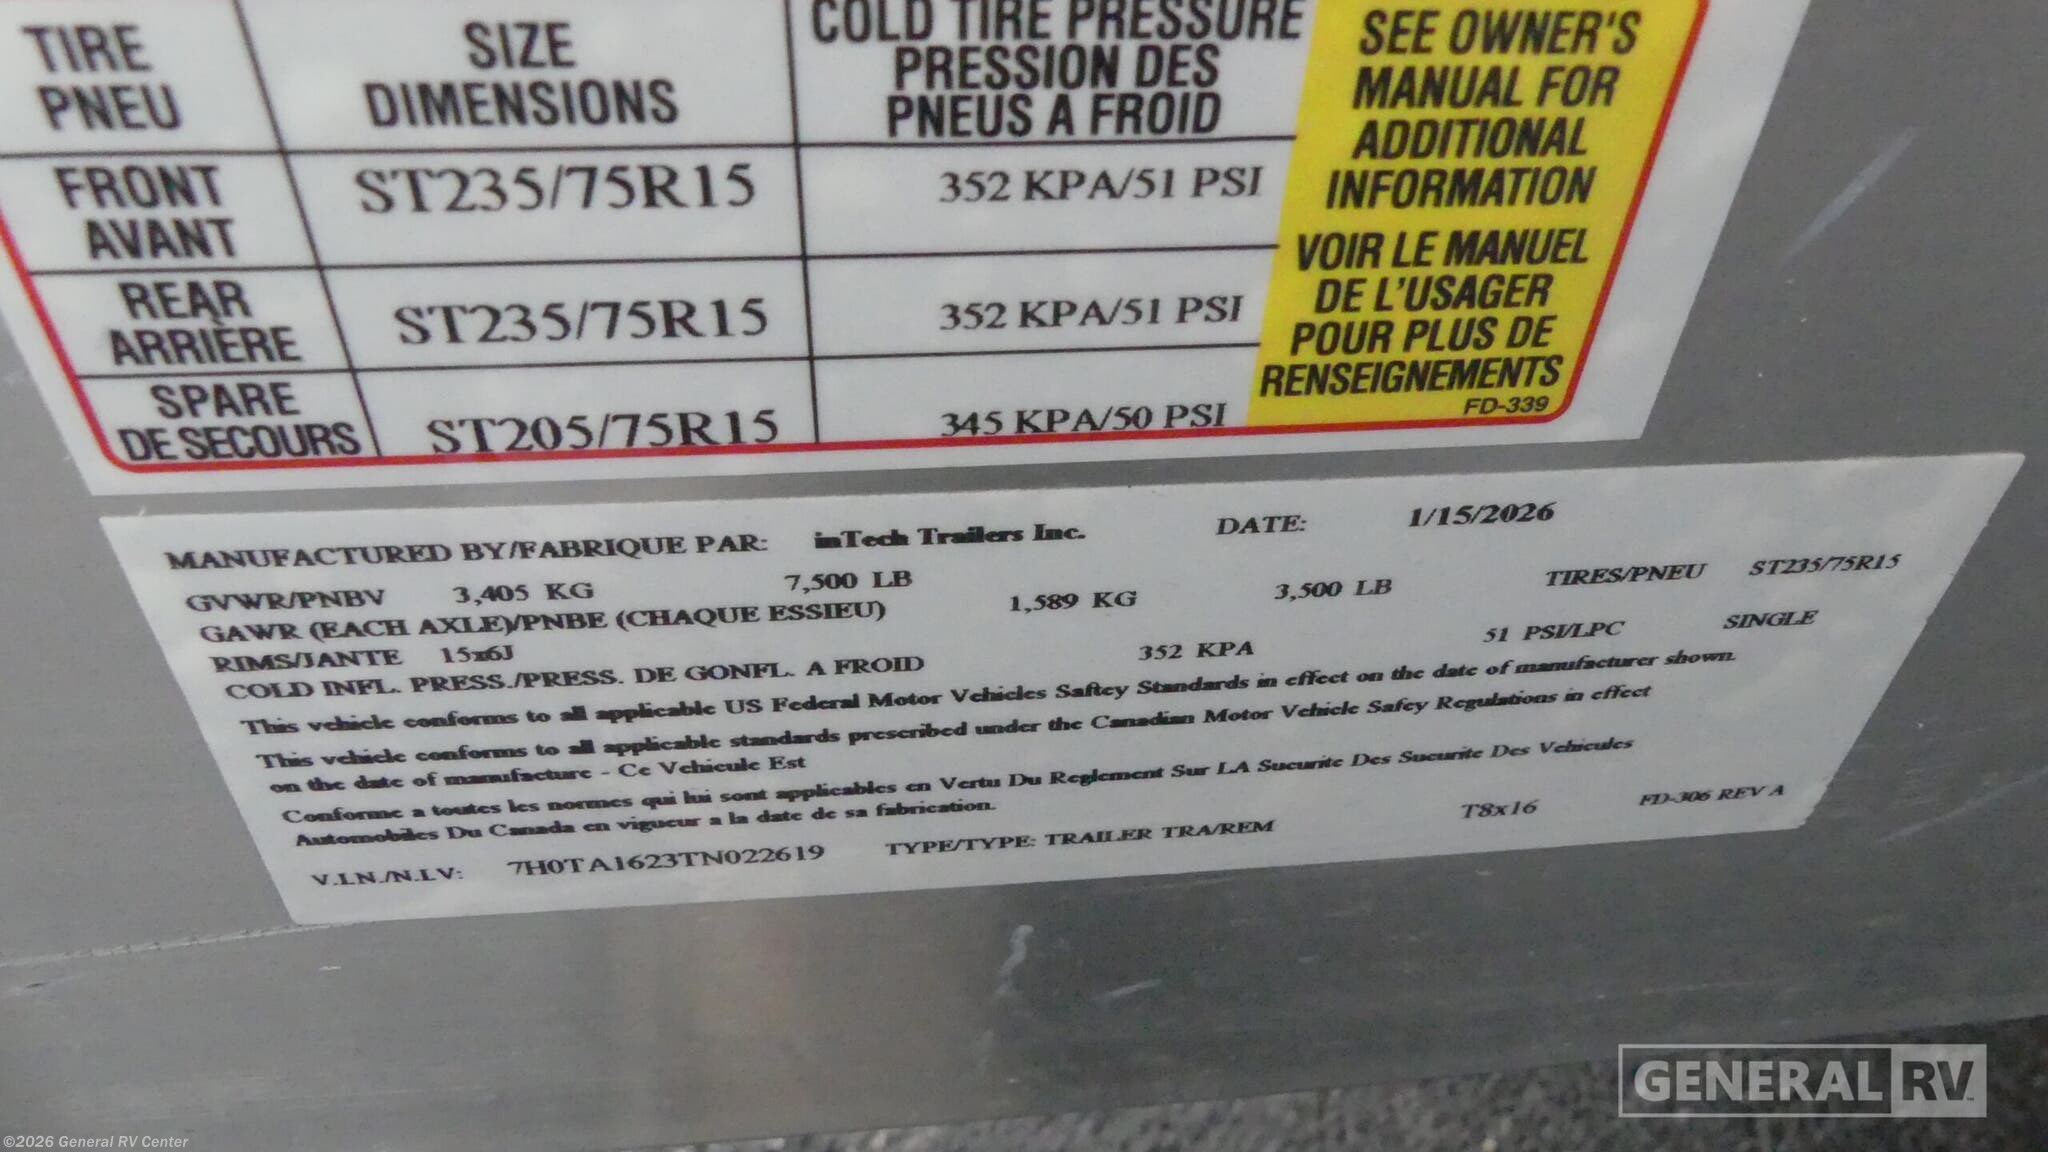 TIRE
PNEU
SIZE
DIMENSIONS
COLD TIRE PRESSURE
PRESSION DES
PNEUS A FROID
FRONT
AVANT
ST235/75R15
352 KPA/51 PSI
REAR
ARRIÈRE
ST235/75R15
352 KPA/51 PSI
SPARE
DE SECOURS
ST205/75R15
345 KPA/50 PSI
SEE OWNER'S
MANUAL FOR
ADDITIONAL
INFORMATION
VOIR LE MANUEL
DE L'USAGER
POUR PLUS DE
RENSEIGNEMENTS
FD-339
MANUFACTURED BY/FABRIQUE PAR: inTech Trailers Inc. DATE: 1/15/2026
GVWR/PNBV 3,405 KG 7,500 LB
GAWR (EACH AXLE)/PNBE (CHAQUE ESSIEU) 1,589 KG 3,500 LB TIRES/PNEU ST235/75R15
RIMS/JANTE 15x6J
COLD INFL. PRESS./PRESS. DE GONFL. A FROID 352 KPA 51 PSI/LPC SINGLE
This vehicle conforms to all applicable US Federal Motor Vehicles Saftey Standards in effect on the date of manufacturer shown.
This vehicle conforms to all applicable standards prescribed under the Canadian Motor Vehicle Safey Regulations in effect
on the date of manufacture - Ce Vehicule Est
Conforme a toutes les normes qui lui sont applicables en Vertu Du Reglement Sur LA Sucurite Des Sucurite Des Vehicules
Automobiles Du Canada en vigueur a la date de sa fabrication.
V.I.N./N.I.V: 7H0TA1623TN022619 TYPE/TYPE: TRAILER TRA/REM T8x16 FD-306 REV A
GENERAL RV
©2026 General RV Center